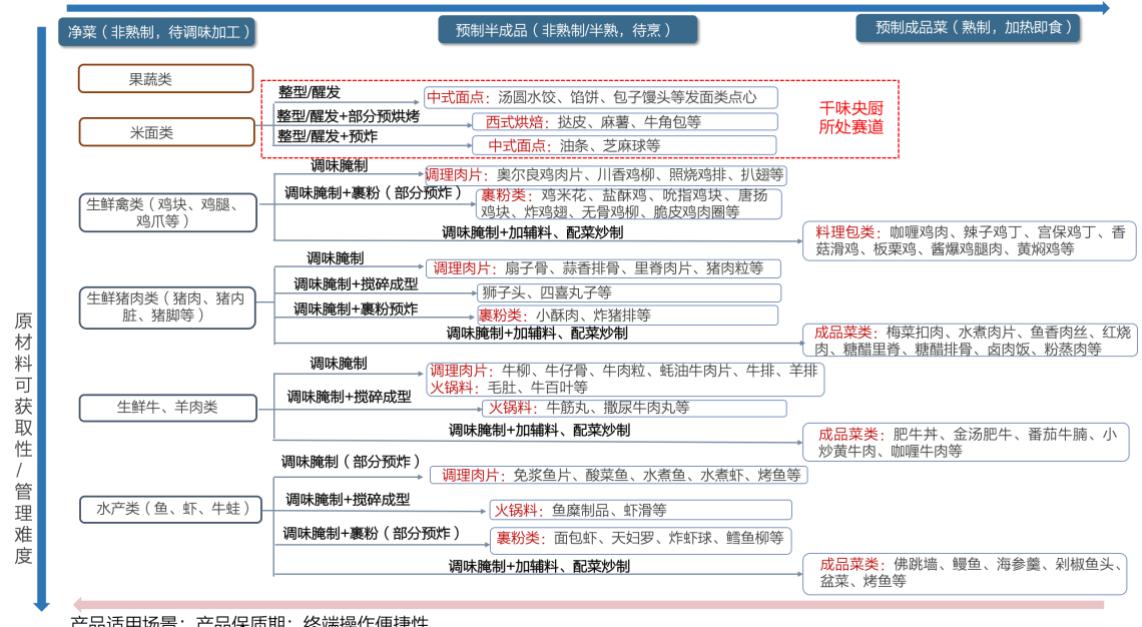 净菜（非熟制，待调味加工）
预制半成品（非熟制/半熟，待烹）
预制成品菜（熟制，加热即食）
果蔬类
米面类
整型/醒发
中式面点：汤圆水饺、馅饼、包子馒头等发面类点心
整型/醒发+部分预烘烤
西式烘焙：挞皮、麻薯、牛角包等
整型/醒发+预炸
中式面点：油条、芝麻球等
千味央厨
所处赛道
生鲜禽类（鸡块、鸡腿、
鸡爪等）
调味腌制
调理肉片：奥尔良鸡肉片、川香鸡柳、照烧鸡排、扒翅等
调味腌制+裹粉（部分预炸）
裹粉类：鸡米花、盐酥鸡、吮指鸡块、唐扬
鸡块、炸鸡翅、无骨鸡柳、脆皮鸡肉圈等
调味腌制+加辅料、配菜炒制
料理包类：咖喱鸡肉、辣子鸡丁、宫保鸡丁、香
菇滑鸡、板栗鸡、酱爆鸡腿肉、黄焖鸡等
生鲜猪肉类（猪肉、猪内
脏、猪脚等）
调味腌制
调理肉片：扇子骨、蒜香排骨、里脊肉片、猪肉粒等
调味腌制+搅碎成型
狮子头、四喜丸子等
调味腌制+裹粉预炸
裹粉类：小酥肉、炸猪排等
调味腌制+加辅料、配菜炒制
成品菜类：梅菜扣肉、水煮肉片、鱼香肉丝、红烧
肉、糖醋里脊、糖醋排骨、卤肉饭、粉蒸肉等
生鲜牛、羊肉类
调味腌制
调理肉片：牛柳、牛仔骨、牛肉粒、蚝油牛肉片、牛排、羊排
火锅料：毛肚、牛百叶等
调味腌制+搅碎成型
火锅料：牛筋丸、撒尿牛肉丸等
调味腌制+加辅料、配菜炒制
成品菜类：肥牛丼、金汤肥牛、番茄牛腩、小
炒黄牛肉、咖喱牛肉等
水产类（鱼、虾、牛蛙）
调味腌制（部分预炸）
调理肉片：免浆鱼片、酸菜鱼、水煮鱼、水煮虾、烤鱼等
调味腌制+搅碎成型
火锅料：鱼糜制品、虾滑等
调味腌制+裹粉（部分预炸）
裹粉类：面包虾、天妇罗、炸虾球、鳕鱼柳等
调味腌制+加辅料、配菜炒制
成品菜类：佛跳墙、鳗鱼、海参羹、剁椒鱼头、
盆菜、烤鱼等
原材料可获取性/管理难度
产品适用场景；产品保质期；终端操作便捷性